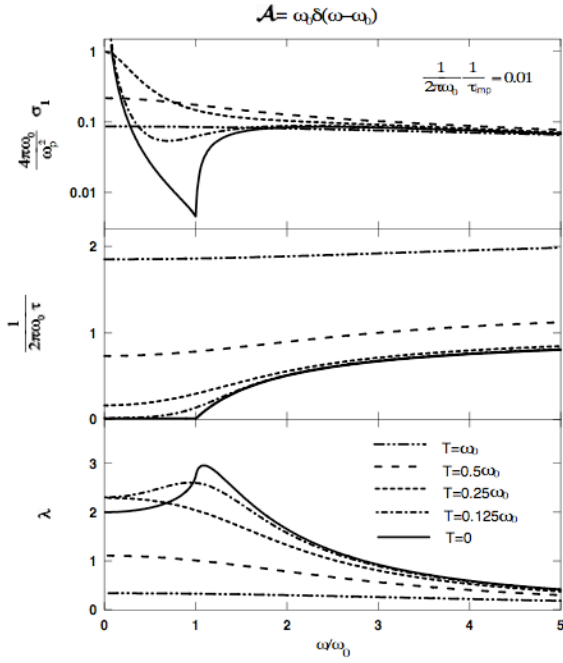 𝒜= ω₀δ(ω−ω₀)
1/(2πω₀) 1/τ_imp = 0.01
4πω₀/ωₚ² σ₁
1
0.1
0.01
1/(2πω₀ τ)
2
1
0
λ
3
2
1
0
T=ω₀
T=0.5ω₀
T=0.25ω₀
T=0.125ω₀
T=0
0 1 2 3 4 5
ω/ω₀